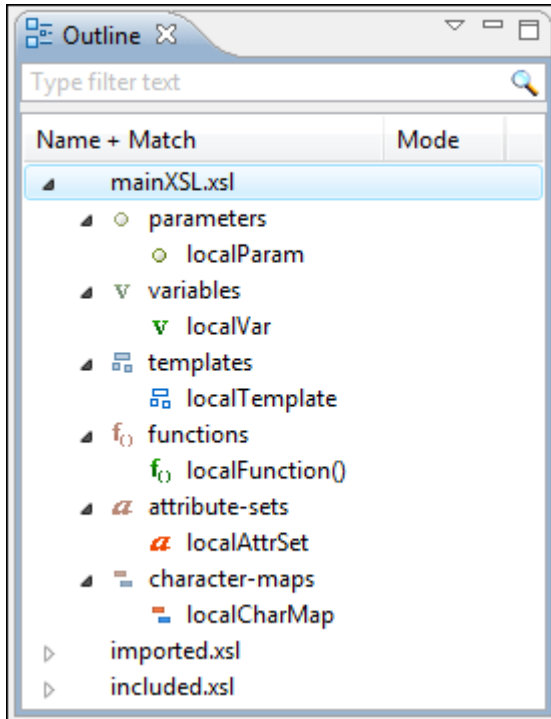 Outline
Type filter text
Name + Match Mode
mainXSL.xsl
parameters
localParam
v variables
v localVar
templates
localTemplate
f() functions
f() localFunction()
a attribute-sets
a localAttrSet
character-maps
localCharMap
imported.xsl
included.xsl